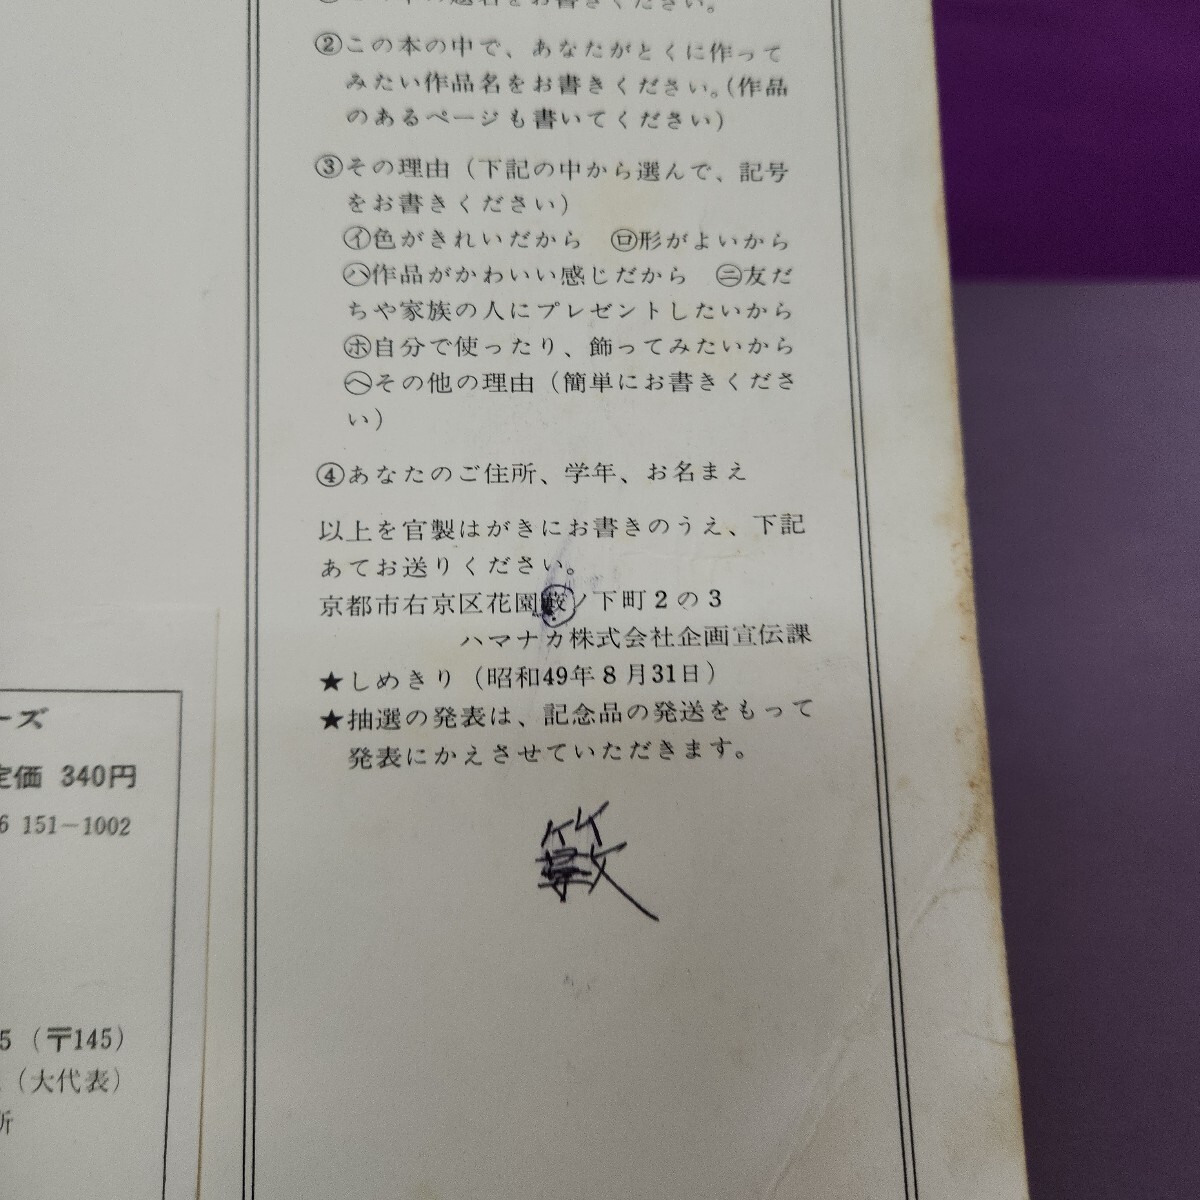 この本の題名をお書きください。
②この本の中で、あなたがとくに作って
みたい作品名をお書きください。(作品
のあるページも書いてください)
③その理由(下記の中から選んで、記号
をお書きください)
㋑色がきれいだから ㋺形がよいから
㋩作品がかわいい感じだから ㋥友だ
ちや家族の人にプレゼントしたいから
㋭自分で使ったり、飾ってみたいから
㋬その他の理由(簡単にお書きくださ
い)
④あなたのご住所、学年、お名まえ
以上を官製はがきにお書きのうえ、下記
あてお送りください。
京都市右京区花園薮ノ下町2の3
ハマナカ株式会社企画宣伝課
★しめきり(昭和49年8月31日)
★抽選の発表は、記念品の発送をもって
発表にかえさせていただきます。
ーズ
定価 340円
6 151-1002
5(〒145)
(大代表)
所